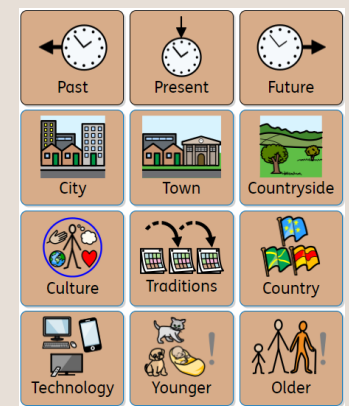 Past Present Future
City Town Countryside
Culture Traditions Country
Technology Younger ! Older !